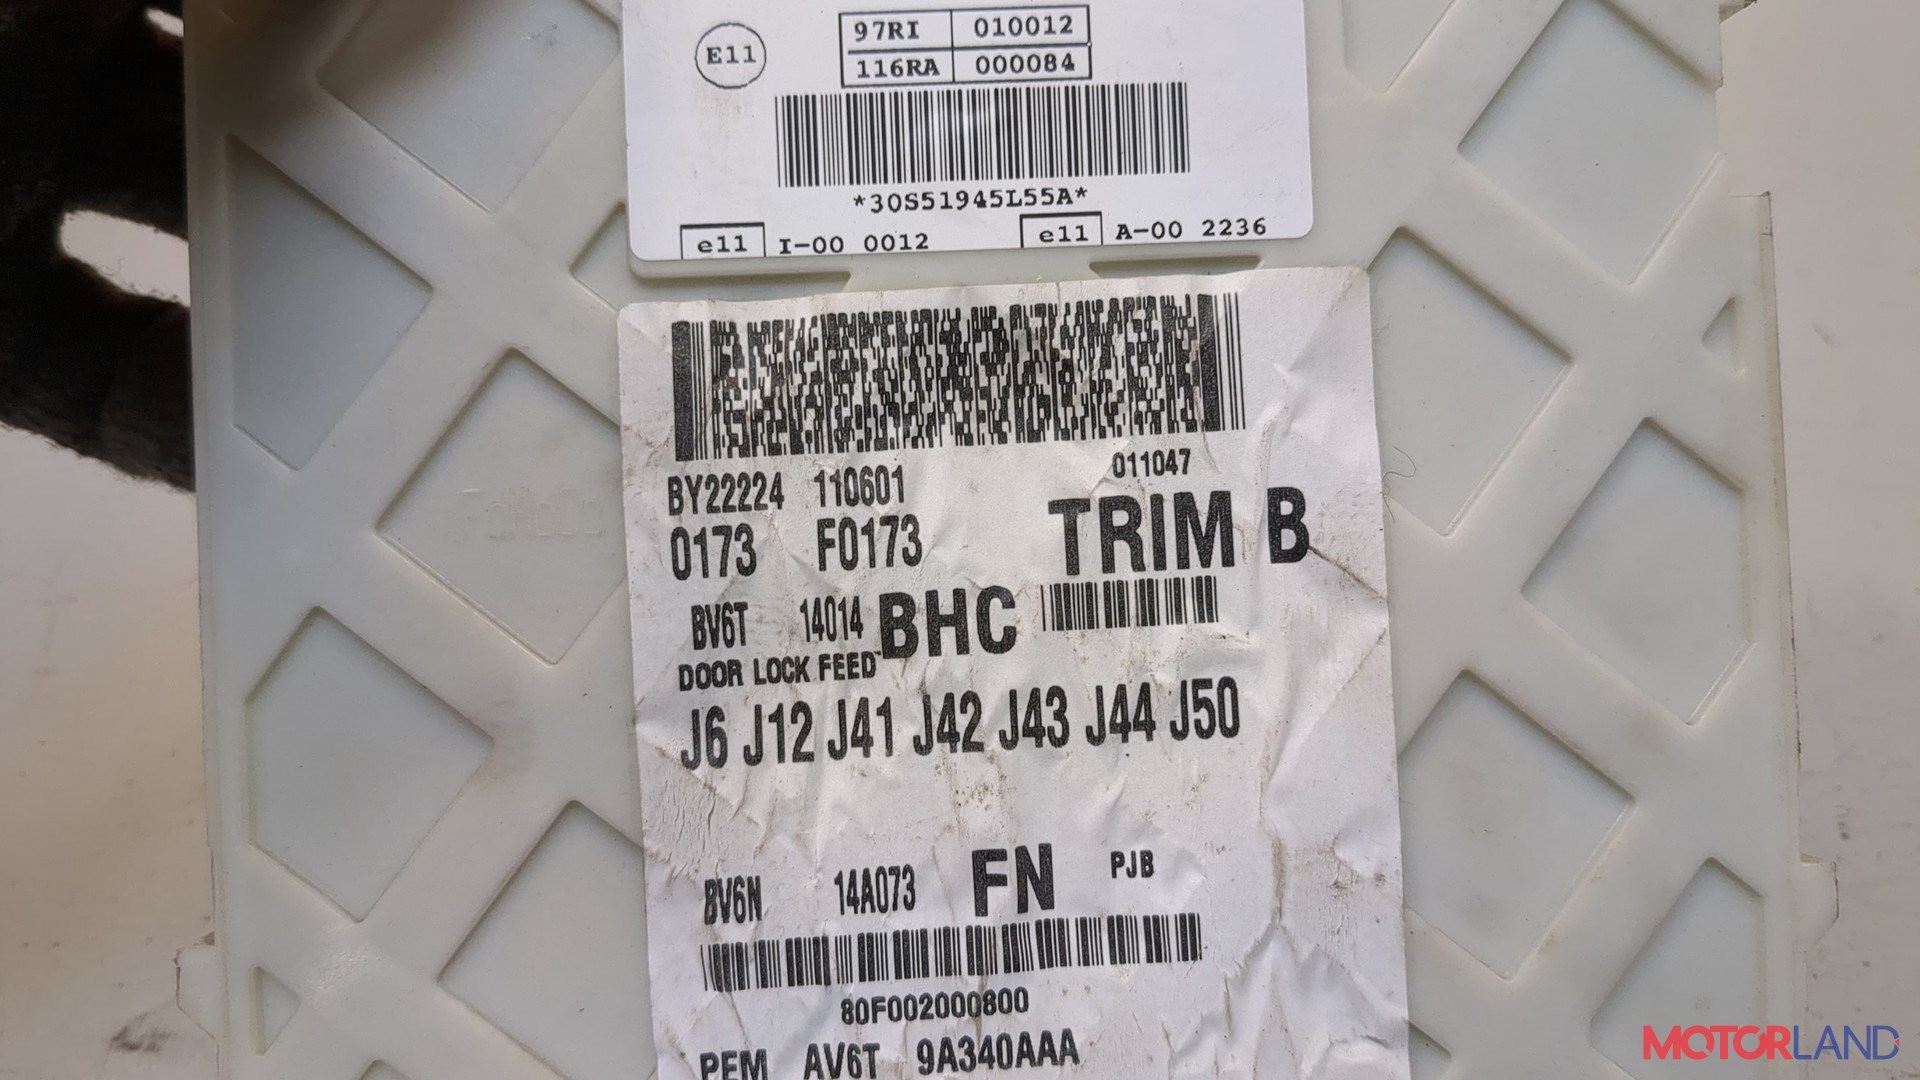 E11 97RI 010012
116RA 000084
*30S51945L55A*
e11 I-00 0012 e11 A-00 2236
BY22224 110601 011047
0173 F0173 TRIM B
BV6T 14014 BHC
DOOR LOCK FEED
J6 J12 J41 J42 J43 J44 J50
BV6N 14A073 FN PJB
80F002000800
PEM AV6T 9A340AAA
MOTORLAND